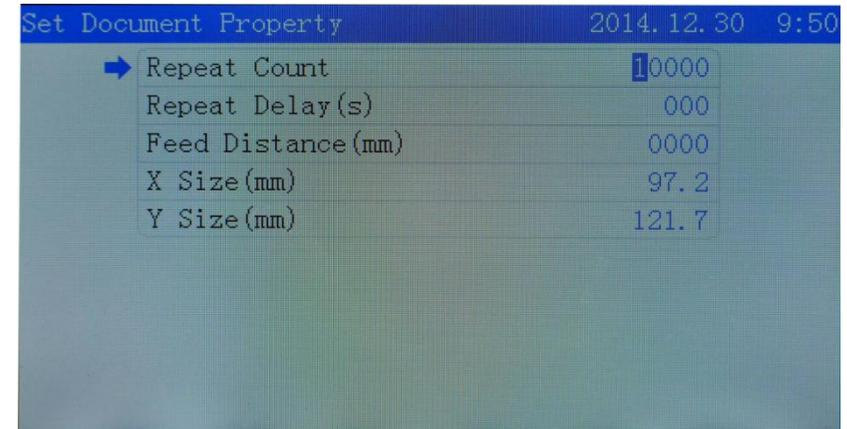 Set Document Property 2014.12.30 9:50
Repeat Count 10000
Repeat Delay(s) 000
Feed Distance(mm) 0000
X Size(mm) 97.2
Y Size(mm) 121.7